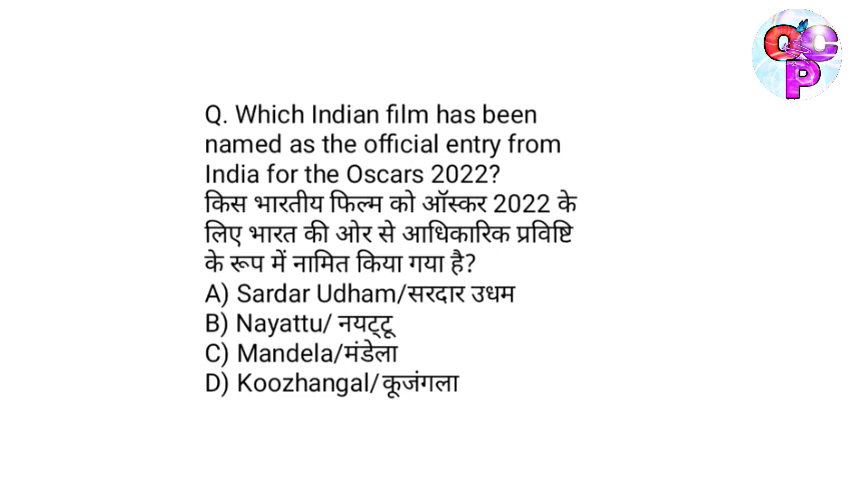 QCP
Q. Which Indian film has been
named as the official entry from
India for the Oscars 2022?
किस भारतीय फिल्म को ऑस्कर 2022 के
लिए भारत की ओर से आधिकारिक प्रविष्टि
के रूप में नामित किया गया है?
A) Sardar Udham/सरदार उधम
B) Nayattu/ नयट्टू
C) Mandela/मंडेला
D) Koozhangal/कूजंगला